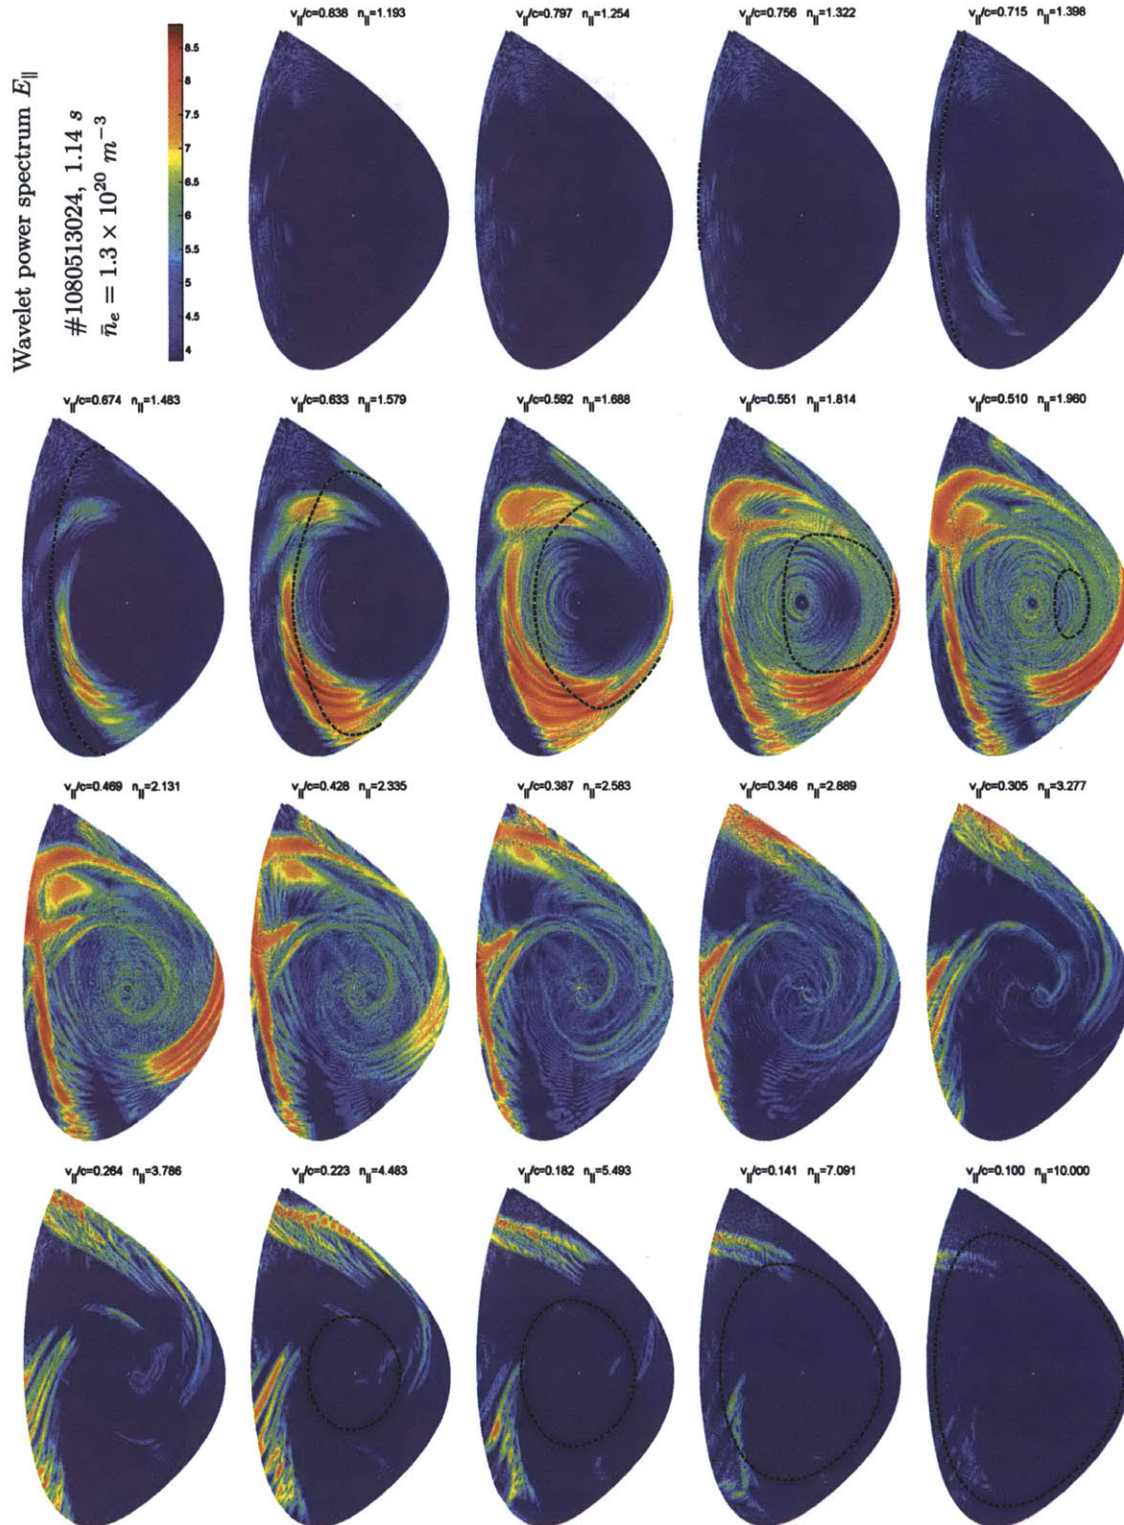 Wavelet power spectrum E∥
#1080513024, 1.14 s
n̄e = 1.3 × 10²⁰ m⁻³
8.5
8
7.5
7
6.5
6
5.5
5
4.5
4
v∥/c=0.838 n∥=1.193
v∥/c=0.797 n∥=1.254
v∥/c=0.756 n∥=1.322
v∥/c=0.715 n∥=1.398
v∥/c=0.674 n∥=1.483
v∥/c=0.633 n∥=1.579
v∥/c=0.592 n∥=1.688
v∥/c=0.551 n∥=1.814
v∥/c=0.510 n∥=1.960
v∥/c=0.469 n∥=2.131
v∥/c=0.428 n∥=2.335
v∥/c=0.387 n∥=2.583
v∥/c=0.346 n∥=2.889
v∥/c=0.305 n∥=3.277
v∥/c=0.264 n∥=3.786
v∥/c=0.223 n∥=4.483
v∥/c=0.182 n∥=5.493
v∥/c=0.141 n∥=7.091
v∥/c=0.100 n∥=10.000